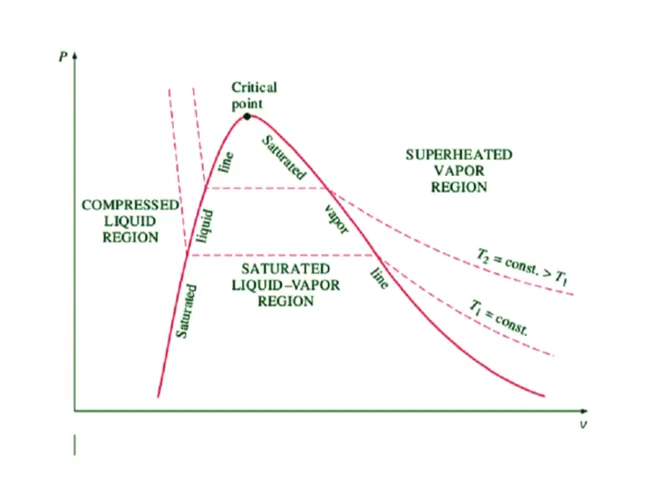 P
Critical
point
SUPERHEATED
VAPOR
REGION
COMPRESSED
LIQUID
REGION
Saturated
liquid
line
Saturated
vapor
line
SATURATED
LIQUID–VAPOR
REGION
T₂ = const. > T₁
T₁ = const.
v